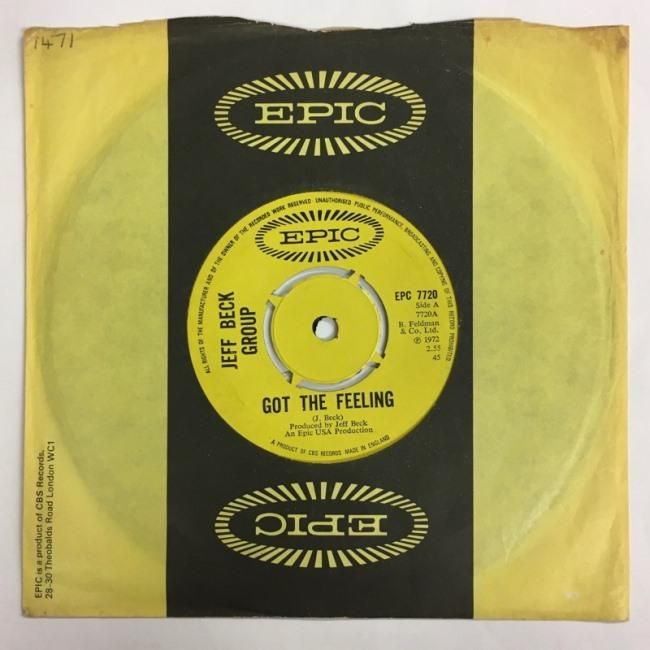 1471
EPIC
ALL RIGHTS OF THE MANUFACTURER AND OF THE OWNER OF THE RECORDED WORK RESERVED UNAUTHORISED PUBLIC PERFORMANCE, BROADCASTING AND COPYING OF THIS RECORD PROHIBITED
EPIC
JEFF BECK
GROUP
EPC 7720
Side A
7720A
B. Feldman
& Co. Ltd.
℗ 1972
2.55
45
GOT THE FEELING
(J. Beck)
Produced by Jeff Beck
An Epic USA Production
A PRODUCT OF CBS RECORDS MADE IN ENGLAND
EPIC
EPIC is a product of CBS Records,
28-30 Theobalds Road London WC1